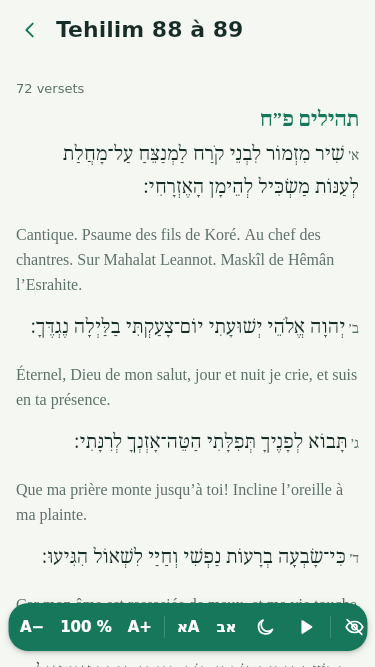 Tehilim 88 à 89
72 versets
תהילים פ״ח
א׳ שִׁיר מִזְמוֹר לִבְנֵי קֹרַח לַמְנַצֵּחַ עַל־מָחֲלַת
לְעַנּוֹת מַשְׂכִּיל לְהֵימָן הָאֶזְרָחִי׃
Cantique. Psaume des fils de Koré. Au chef des
chantres. Sur Mahalat Leannot. Maskîl de Hêmân
l’Esrahite.
ב׳ יְהוָה אֱלֹהֵי יְשׁוּעָתִי יוֹם־צָעַקְתִּי בַלַּיְלָה נֶגְדֶּךָ׃
Éternel, Dieu de mon salut, jour et nuit je crie, et suis
en ta présence.
ג׳ תָּבוֹא לְפָנֶיךָ תְּפִלָּתִי הַטֵּה־אָזְנְךָ לְרִנָּתִי׃
Que ma prière monte jusqu’à toi! Incline l’oreille à
ma plainte.
ד׳ כִּי־שָׂבְעָה בְרָעוֹת נַפְשִׁי וְחַיַּי לִשְׁאוֹל הִגִּיעוּ׃
A− 100 % A+ אA אב